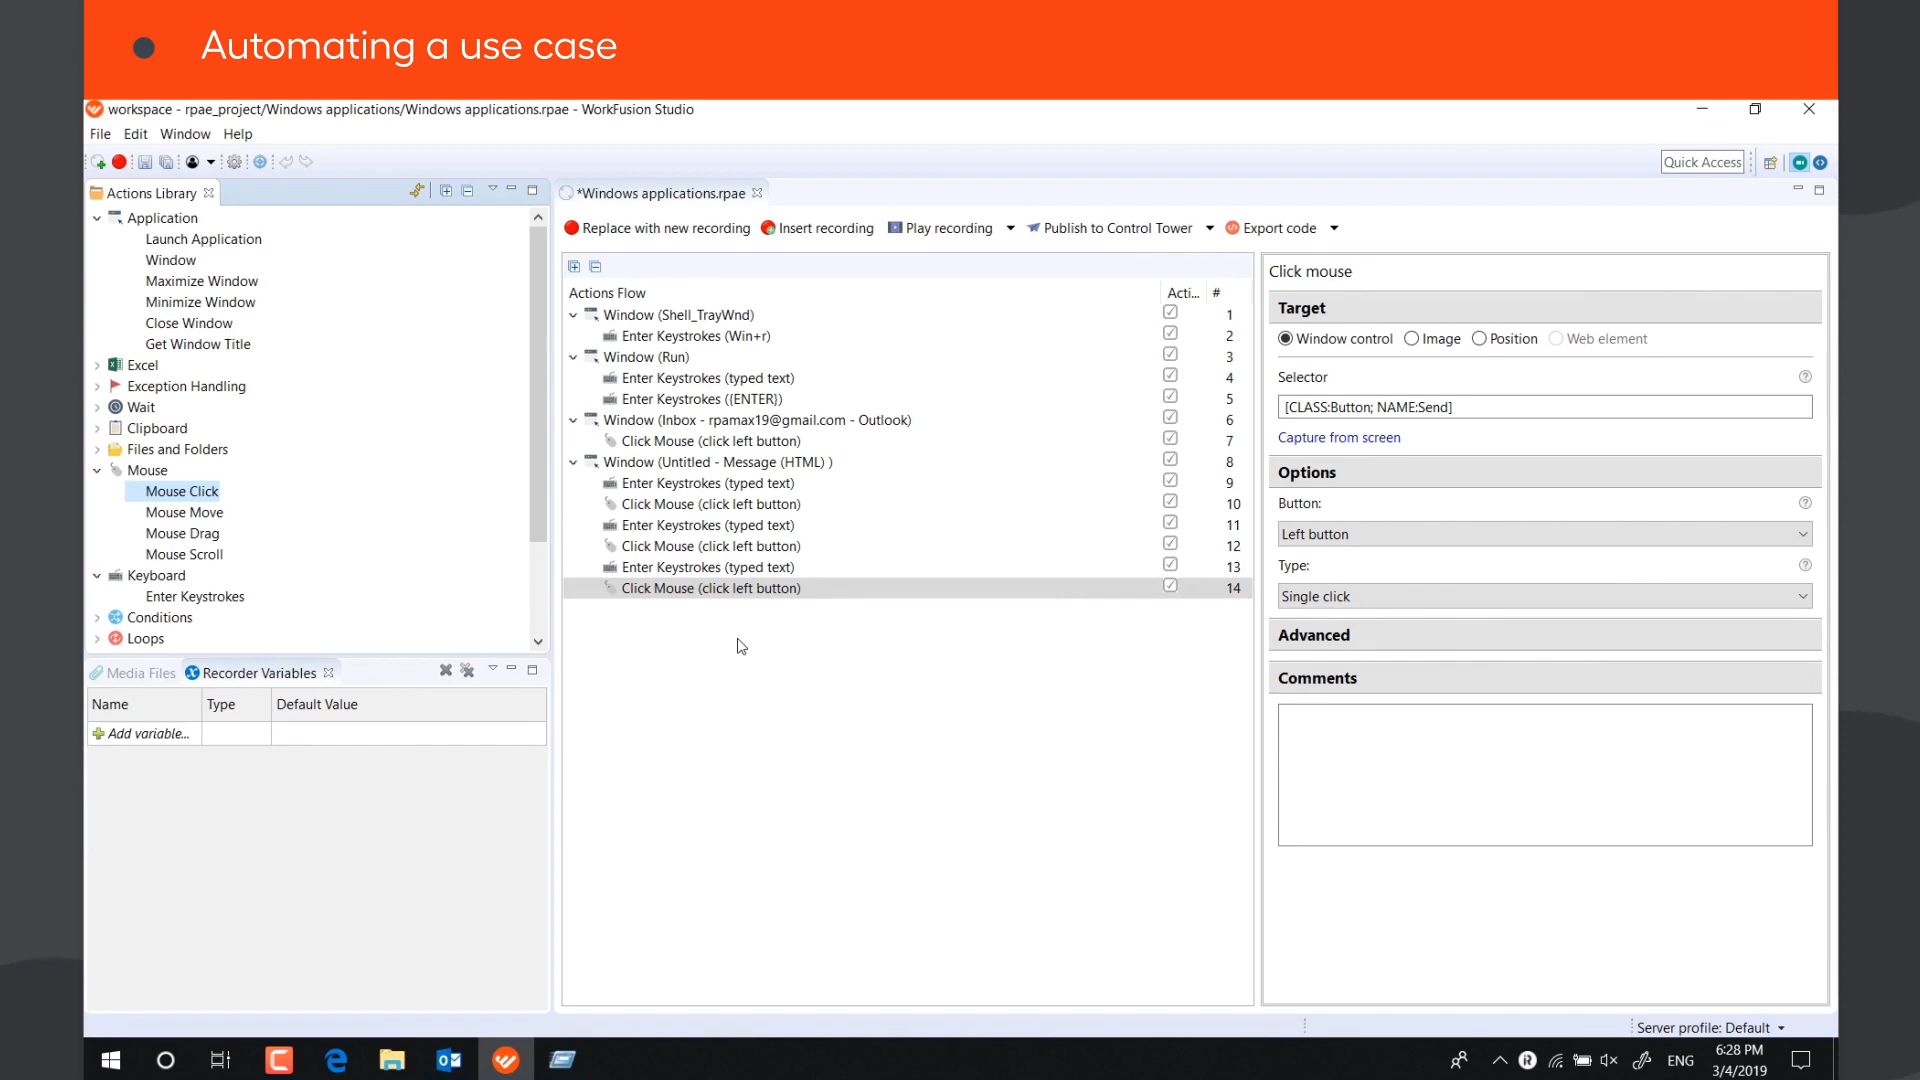 Automating a use case
workspace - rpae_project/Windows applications/Windows applications.rpae - WorkFusion Studio
File Edit Window Help
Quick Access
Actions Library
Application
Launch Application
Window
Maximize Window
Minimize Window
Close Window
Get Window Title
Excel
Exception Handling
Wait
Clipboard
Files and Folders
Mouse
Mouse Click
Mouse Move
Mouse Drag
Mouse Scroll
Keyboard
Enter Keystrokes
Conditions
Loops
Media Files Recorder Variables
Name Type Default Value
Add variable...
*Windows applications.rpae
Replace with new recording Insert recording Play recording Publish to Control Tower Export code
Actions Flow Acti... #
Window (Shell_TrayWnd) 1
Enter Keystrokes (Win+r) 2
Window (Run) 3
Enter Keystrokes (typed text) 4
Enter Keystrokes ({ENTER}) 5
Window (Inbox - rpamax19@gmail.com - Outlook) 6
Click Mouse (click left button) 7
Window (Untitled - Message (HTML) ) 8
Enter Keystrokes (typed text) 9
Click Mouse (click left button) 10
Enter Keystrokes (typed text) 11
Click Mouse (click left button) 12
Enter Keystrokes (typed text) 13
Click Mouse (click left button) 14
Click mouse
Target
Window control Image Position Web element
Selector
[CLASS:Button; NAME:Send]
Capture from screen
Options
Button:
Left button
Type:
Single click
Advanced
Comments
Server profile: Default
ENG
6:28 PM
3/4/2019